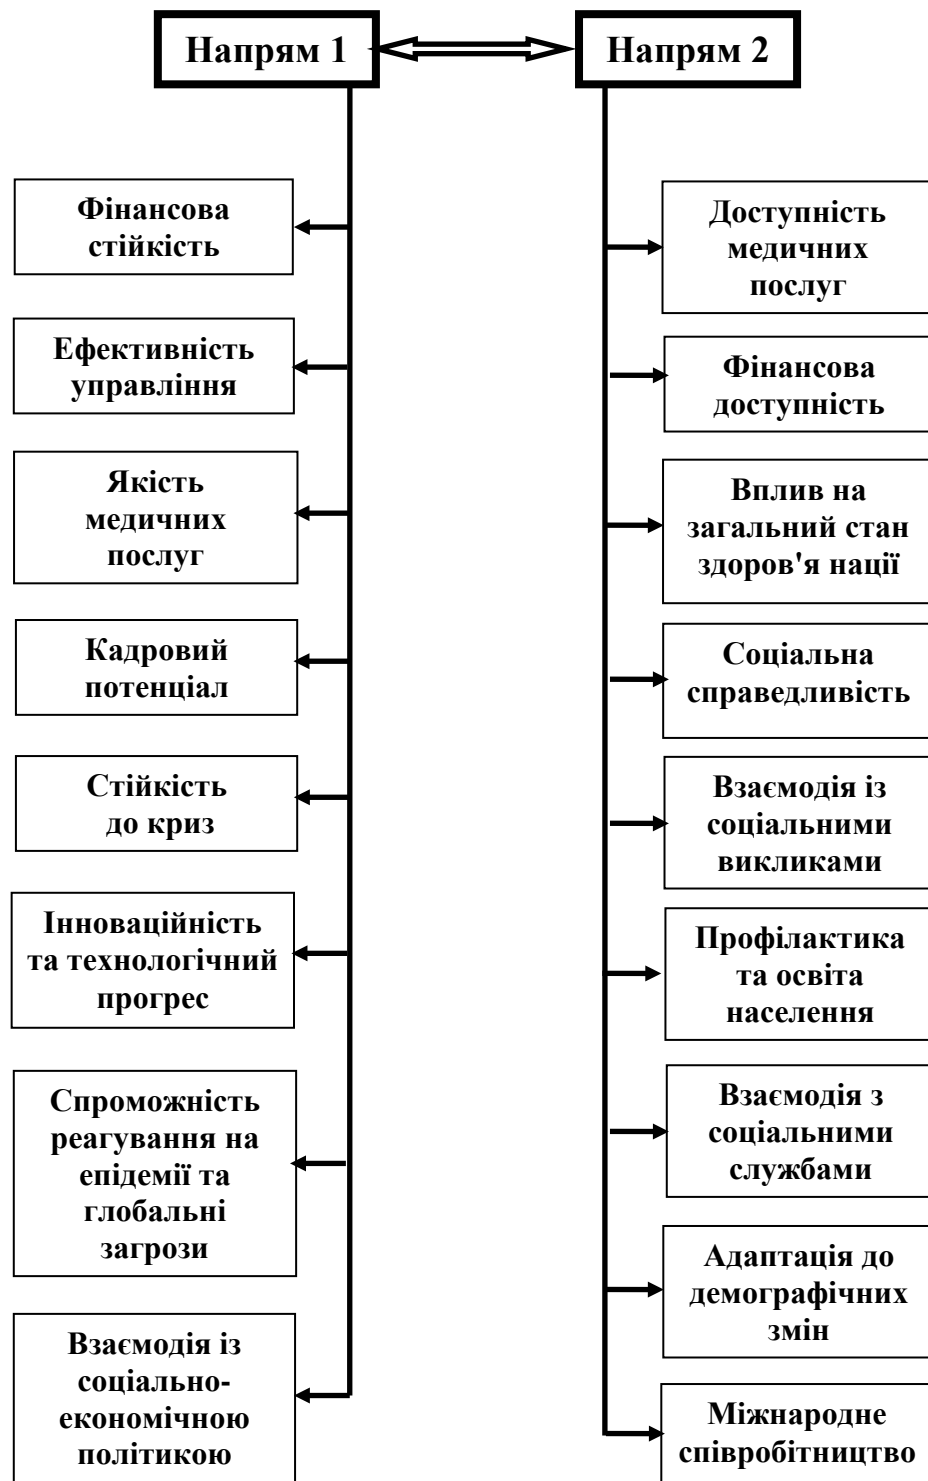 Напрям 1
Напрям 2
Фінансова
стійкість
Ефективність
управління
Якість
медичних
послуг
Кадровий
потенціал
Стійкість
до криз
Інноваційність
та технологічний
прогрес
Спроможність
реагування на
епідемії та
глобальні
загрози
Взаємодія із
соціально-
економічною
політикою
Доступність
медичних
послуг
Фінансова
доступність
Вплив на
загальний стан
здоров'я нації
Соціальна
справедливість
Взаємодія із
соціальними
викликами
Профілактика
та освіта
населення
Взаємодія з
соціальними
службами
Адаптація до
демографічних
змін
Міжнародне
співробітництво